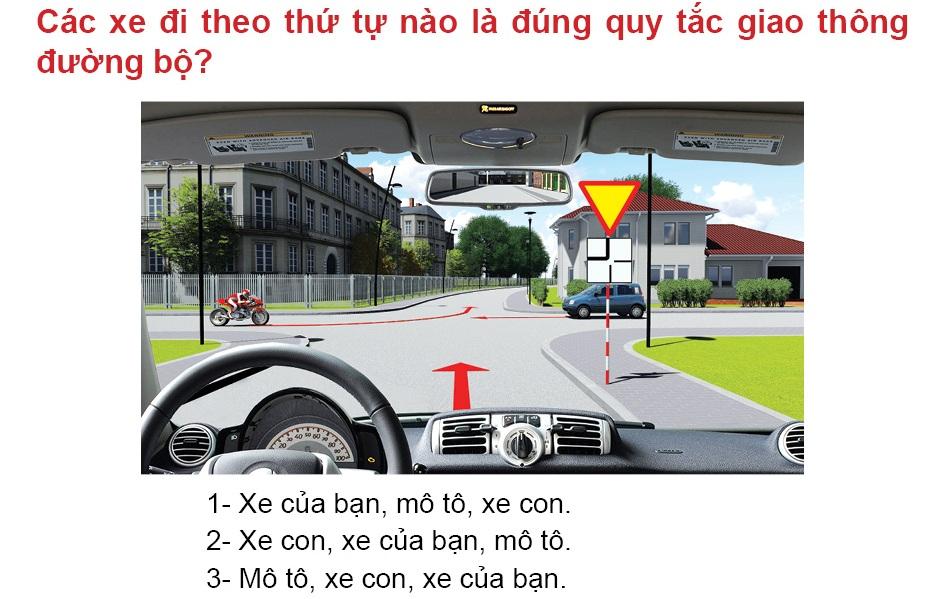 Các xe đi theo thứ tự nào là đúng quy tắc giao thông
đường bộ?
WARNING
WARNING
1- Xe của bạn, mô tô, xe con.
2- Xe con, xe của bạn, mô tô.
3- Mô tô, xe con, xe của bạn.